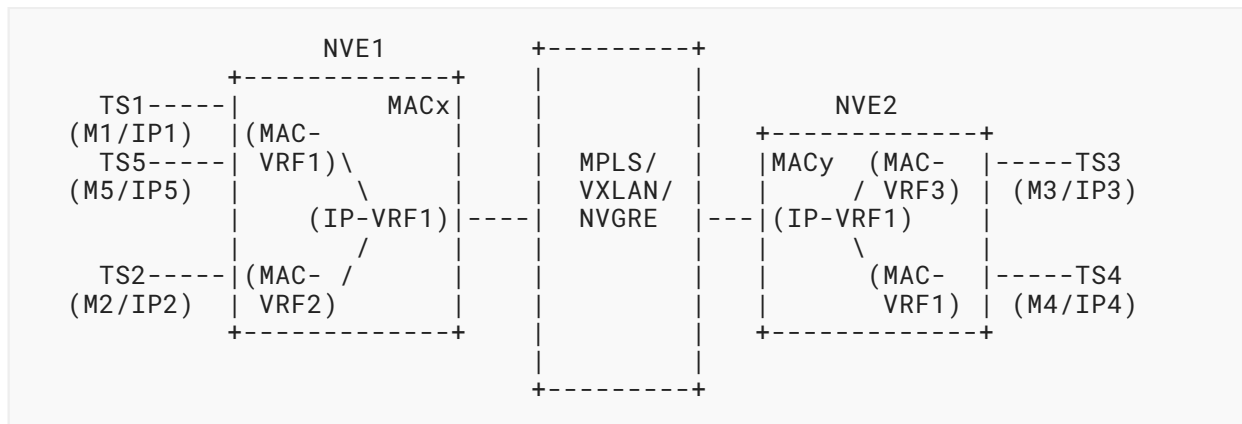 NVE1            +---------+
          +-------------+       |         |
  TS1-----|         MACx|       |         |        NVE2
(M1/IP1)  |(MAC-        |       |         |   +-------------+
  TS5-----| VRF1)\      |       |  MPLS/  |   |MACy  (MAC-  |-----TS3
(M5/IP5)  |       \     |       |  VXLAN/ |   |     / VRF3) | (M3/IP3)
          |    (IP-VRF1)|----|  NVGRE  |---|(IP-VRF1)     |
          |       /     |       |         |   |     \       |
  TS2-----|(MAC- /      |       |         |   |      (MAC-  |-----TS4
(M2/IP2)  | VRF2)       |       |         |   |       VRF1) | (M4/IP4)
          +-------------+       |         |   +-------------+
                                |         |
                                +---------+